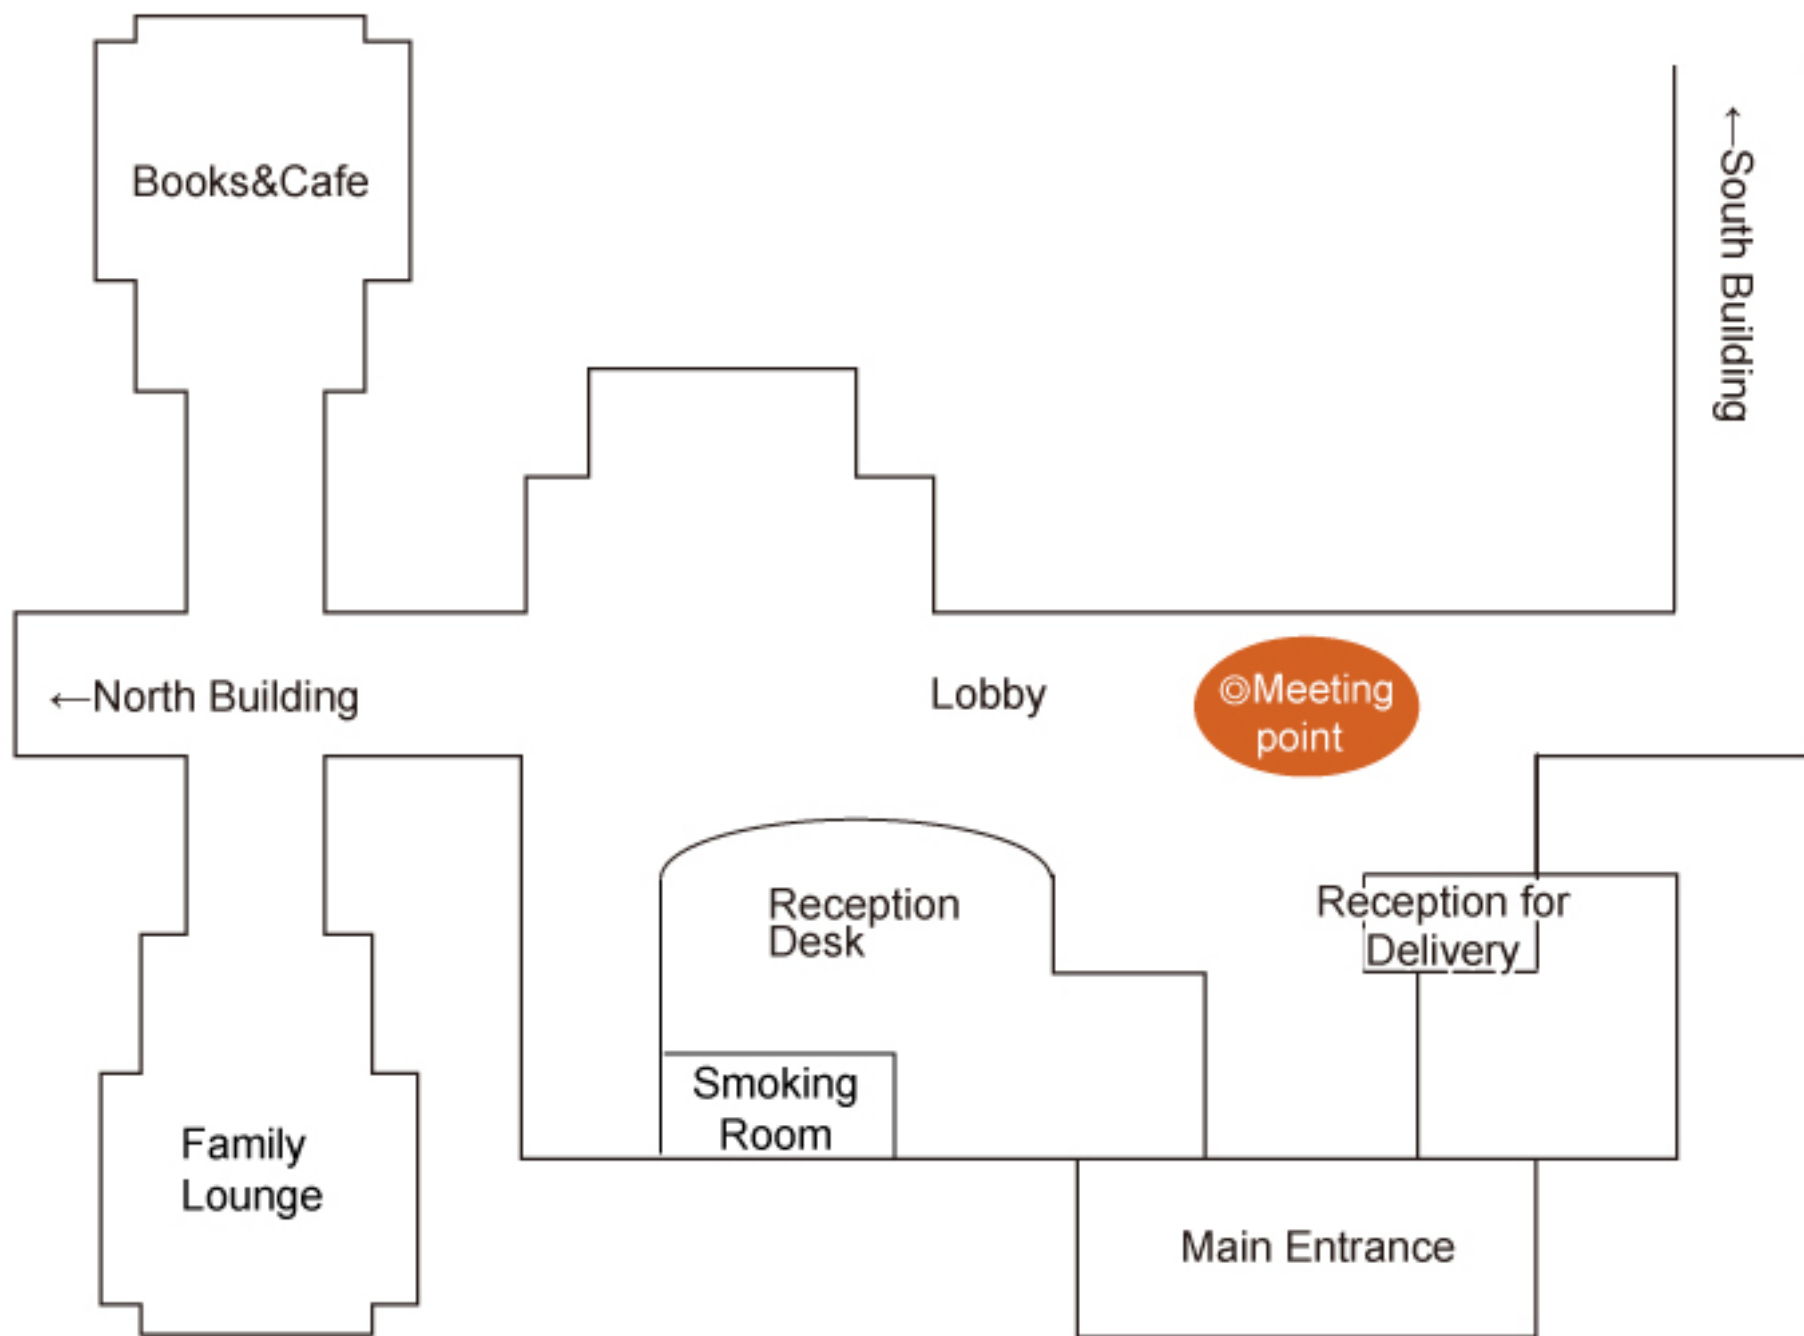 Books&Cafe
←South Building
←North Building
Lobby
◎Meeting
point
Reception
Desk
Reception for
Delivery
Smoking
Room
Family
Lounge
Main Entrance